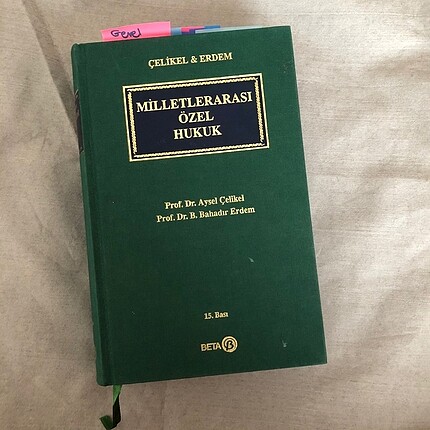 Genel
ÇELİKEL & ERDEM
MİLLETLERARASI
ÖZEL
HUKUK
Prof. Dr. Aysel Çelikel
Prof. Dr. B. Bahadır Erdem
15. Bası
BETA